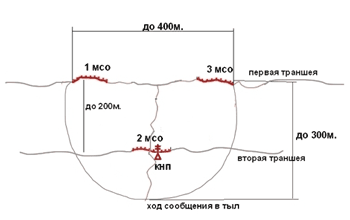 до 400м.
1 мсо
3 мсо
первая траншея
до 200м.
до 300м.
2 мсо
вторая траншея
кнп
ход сообщения в тыл